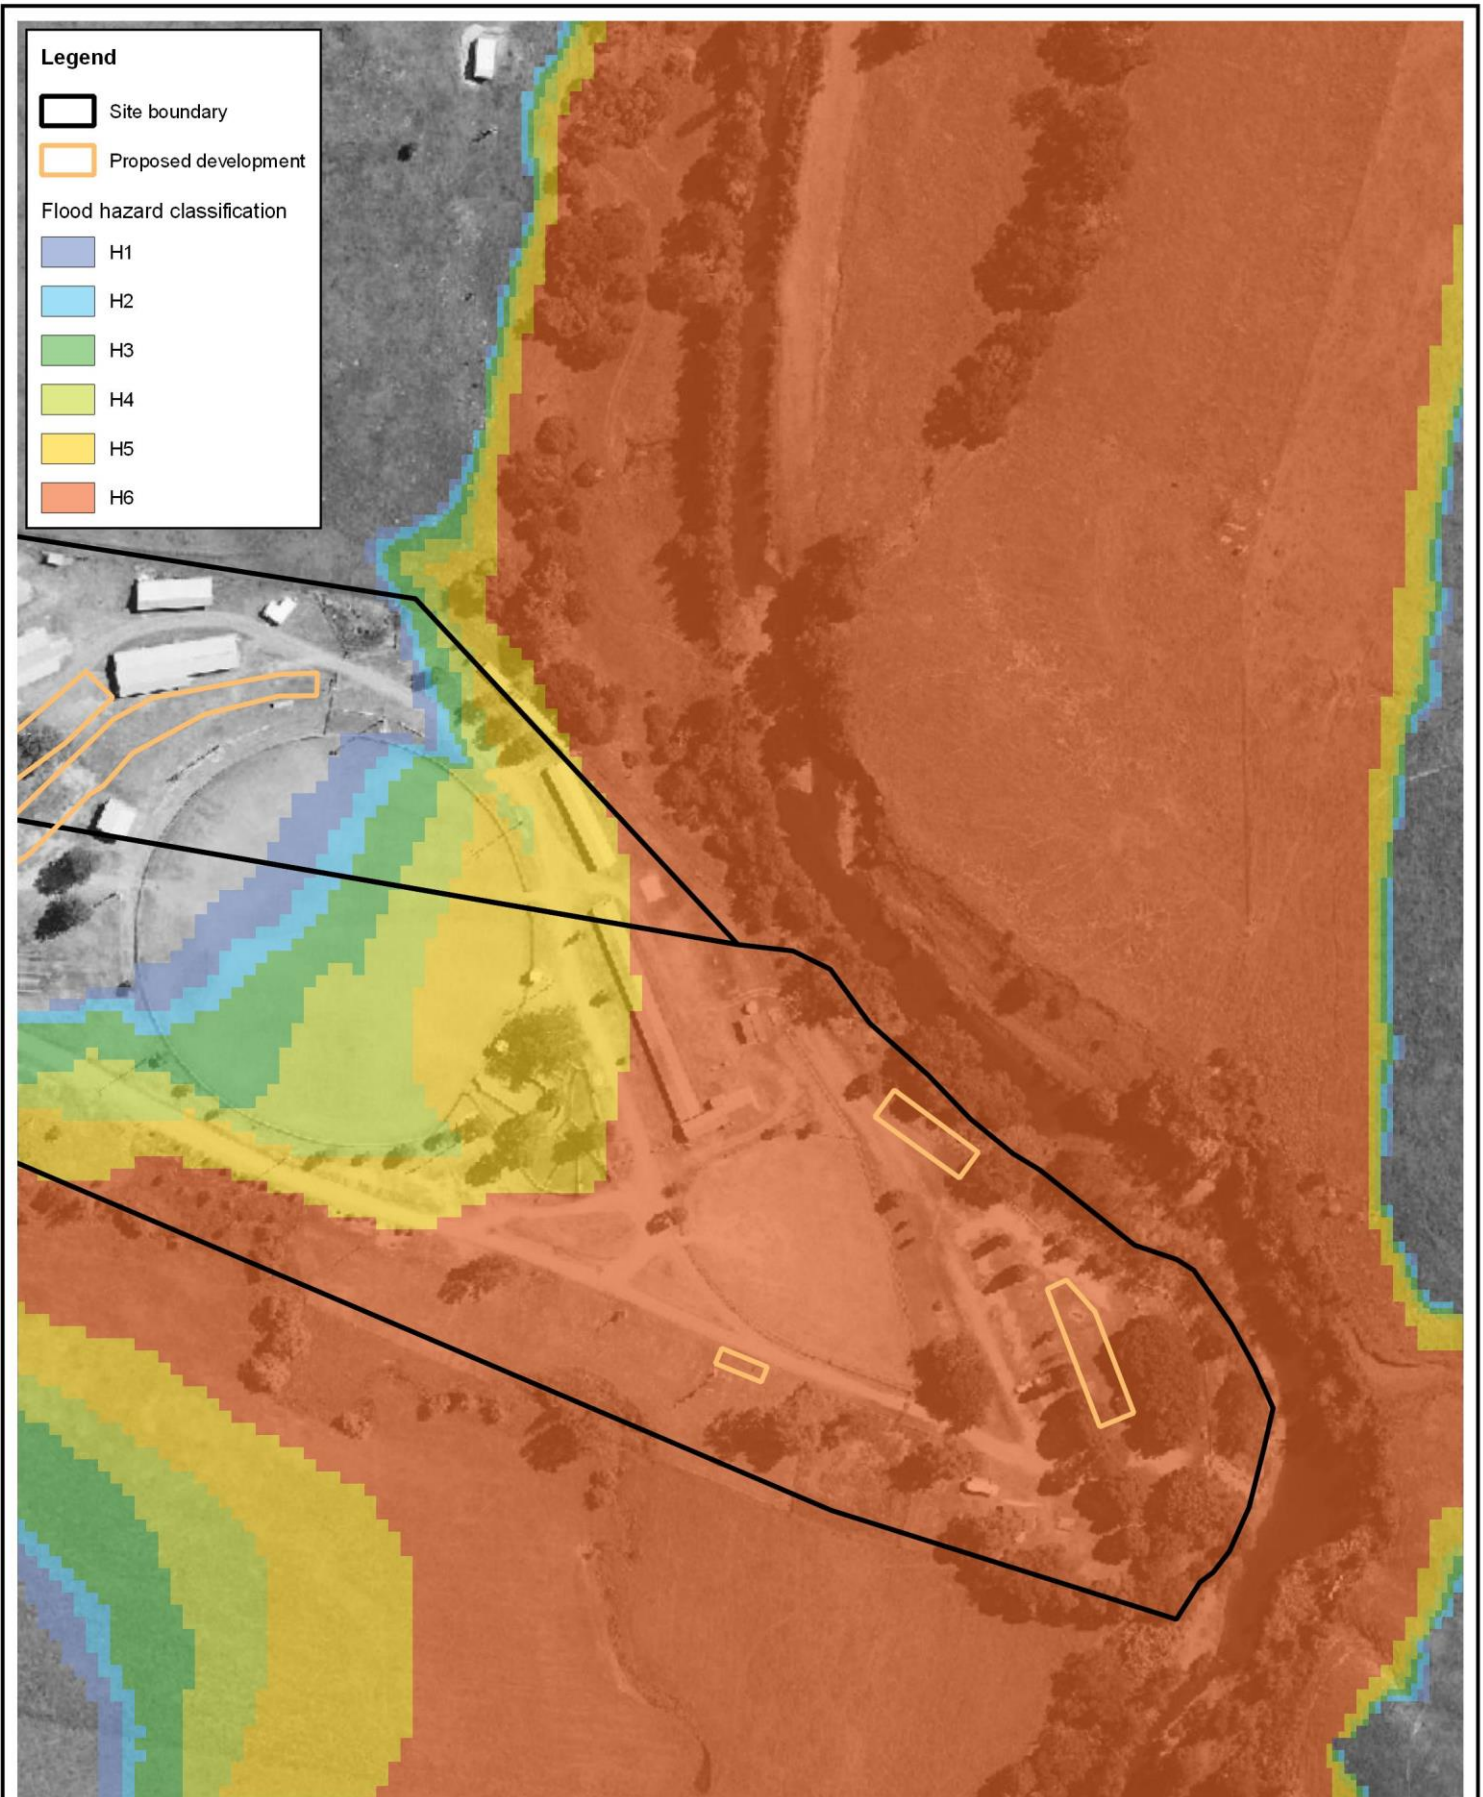 Legend
Site boundary
Proposed development
Flood hazard classification
H1
H2
H3
H4
H5
H6